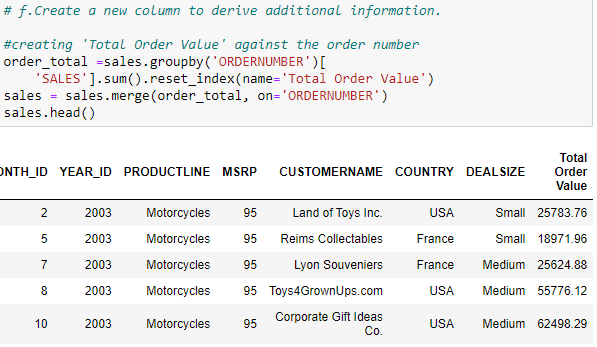 # f.Create a new column to derive additional information.
#creating 'Total Order Value' against the order number
order_total =sales.groupby('ORDERNUMBER')[
    'SALES'].sum().reset_index(name='Total Order Value')
sales = sales.merge(order_total, on='ORDERNUMBER')
sales.head()
ONTH_ID YEAR_ID PRODUCTLINE MSRP CUSTOMERNAME COUNTRY DEALSIZE Total Order Value
2 2003 Motorcycles 95 Land of Toys Inc. USA Small 25783.76
5 2003 Motorcycles 95 Reims Collectables France Small 18971.96
7 2003 Motorcycles 95 Lyon Souveniers France Medium 25624.88
8 2003 Motorcycles 95 Toys4GrownUps.com USA Medium 55776.12
10 2003 Motorcycles 95 Corporate Gift Ideas Co. USA Medium 62498.29